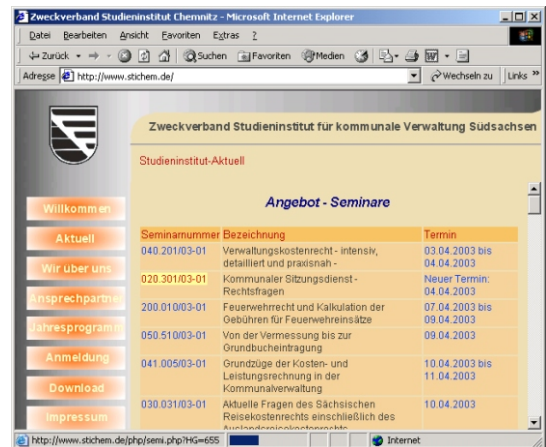 Zweckverband Studieninstitut Chemnitz - Microsoft Internet Explorer
Datei Bearbeiten Ansicht Favoriten Extras ?
Zurück Suchen Favoriten Medien
Adresse http://www.stichem.de/ Wechseln zu Links »
Zweckverband Studieninstitut für kommunale Verwaltung Südsachsen
Studieninstitut-Aktuell
Angebot - Seminare
Willkommen
Aktuell
Wir über uns
Ansprechpartner
Jahresprogramm
Anmeldung
Download
Impressum
Seminarnummer Bezeichnung Termin
040.201/03-01 Verwaltungskostenrecht - intensiv, 03.04.2003 bis
detailliert und praxisnah - 04.04.2003
020.301/03-01 Kommunaler Sitzungsdienst - Neuer Termin:
Rechtsfragen 04.04.2003
200.010/03-01 Feuerwehrrecht und Kalkulation der 07.04.2003 bis
Gebühren für Feuerwehreinsätze 09.04.2003
050.510/03-01 Von der Vermessung bis zur 09.04.2003
Grundbucheintragung
041.005/03-01 Grundzüge der Kosten- und 10.04.2003 bis
Leistungsrechnung in der 11.04.2003
Kommunalverwaltung
030.031/03-01 Aktuelle Fragen des Sächsischen 10.04.2003
Reisekostenrechts einschließlich des
Auslandsreisekostenrechts
http://www.stichem.de/php/semi.php?HG=655 Internet